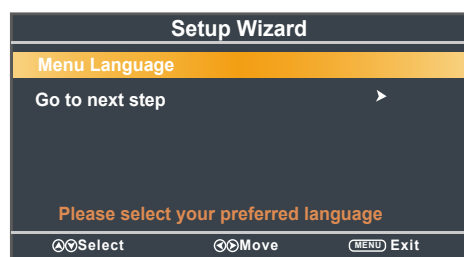 Setup Wizard
Menu Language
Go to next step
Please select your preferred language
Select Move MENU Exit